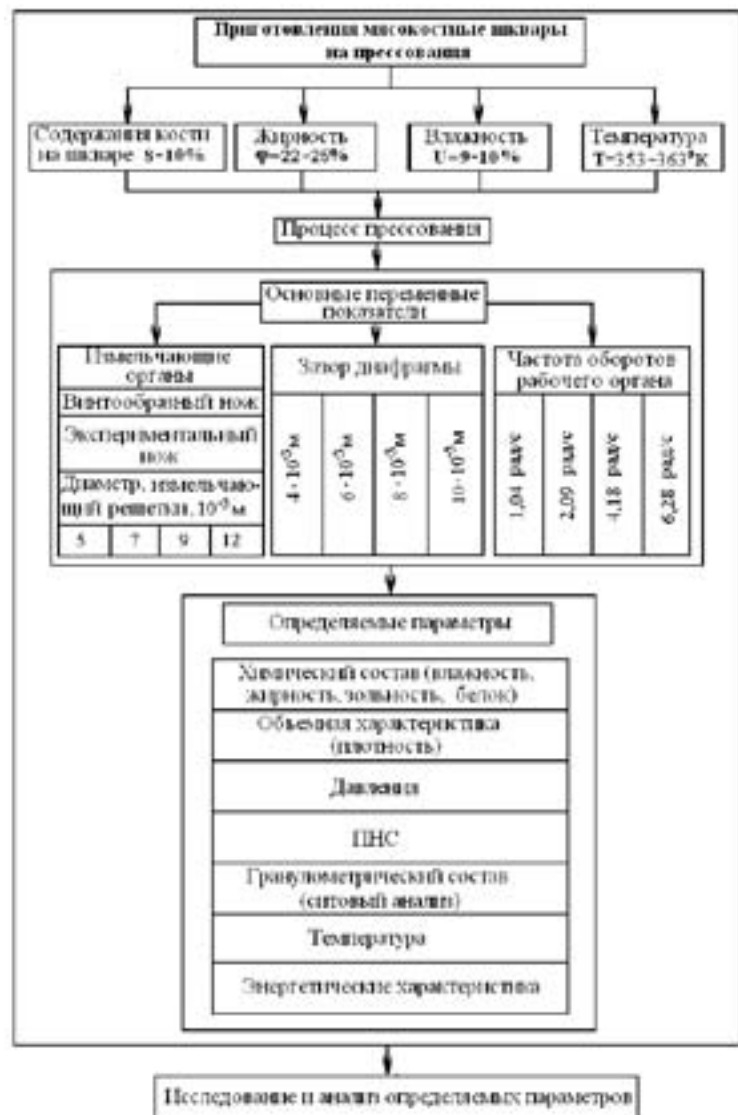 Приготовления мясокостные шквары
на прессования
Содержания кости
на шкваре 8-10%
Жирность
φ=22-25%
Влажность
U=9-10%
Температура
T=353-363⁰K
Процесс прессования
Основные переменные
показатели
Измельчающие
органы
Винтообразный нож
Экспериментальный
нож
Диаметр, измельчаю-
щий решетки, 10⁻³ м
5 7 9 12
Зазор диафрагмы
4 · 10⁻³м
6 · 10⁻³м
8 · 10⁻³м
10 · 10⁻³м
Частота оборотов
рабочего органа
1,04 рад/с
2,09 рад/с
4,18 рад/с
6,28 рад/с
Определяемые параметры
Химический состав (влажность,
жирность, зольность, белок)
Объемная характеристика
(плотность)
Давления
ПНС
Гранулометрический состав
(ситовый анализ)
Температура
Энергетические характеристика
Исследование и анализ определяемых параметров